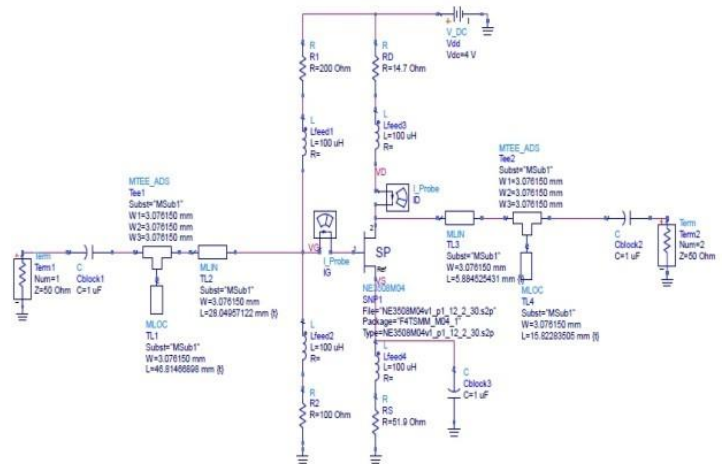 V_DC
Vdd
Vdc=4 V
R
R1
R=200 Ohm
R
RD
R=14.7 Ohm
L
Lfeed1
L=100 uH
R=
L
Lfeed3
L=100 uH
R=
MTEE_ADS
Tee1
Subst="MSub1"
W1=3.076150 mm
W2=3.076150 mm
W3=3.076150 mm
VD
I_Probe
ID
MTEE_ADS
Tee2
Subst="MSub1"
W1=3.076150 mm
W2=3.076150 mm
W3=3.076150 mm
Term
Term1
Num=1
Z=50 Ohm
C
Cblock1
C=1 uF
MLIN
TL2
Subst="MSub1"
W=3.076150 mm
L=28.04957122 mm {t}
MLOC
TL1
Subst="MSub1"
W=3.076150 mm
L=46.81466898 mm {t}
VG
I_Probe
IG
SP
Ref
VS
NE3508M04
SNP1
File="NE3508M04v1_p1_12_2_30.s2p"
Package="F4TSMM_M04_1"
Type=NE3508M04v1_p1_12_2_30.s2p
MLIN
TL3
Subst="MSub1"
W=3.076150 mm
L=5.884525431 mm {t}
MLOC
TL4
Subst="MSub1"
W=3.076150 mm
L=15.82283505 mm {t}
C
Cblock2
C=1 uF
Term
Term2
Num=2
Z=50 Ohm
L
Lfeed2
L=100 uH
R=
L
Lfeed4
L=100 uH
R=
C
Cblock3
C=1 uF
R
R2
R=100 Ohm
R
RS
R=51.9 Ohm